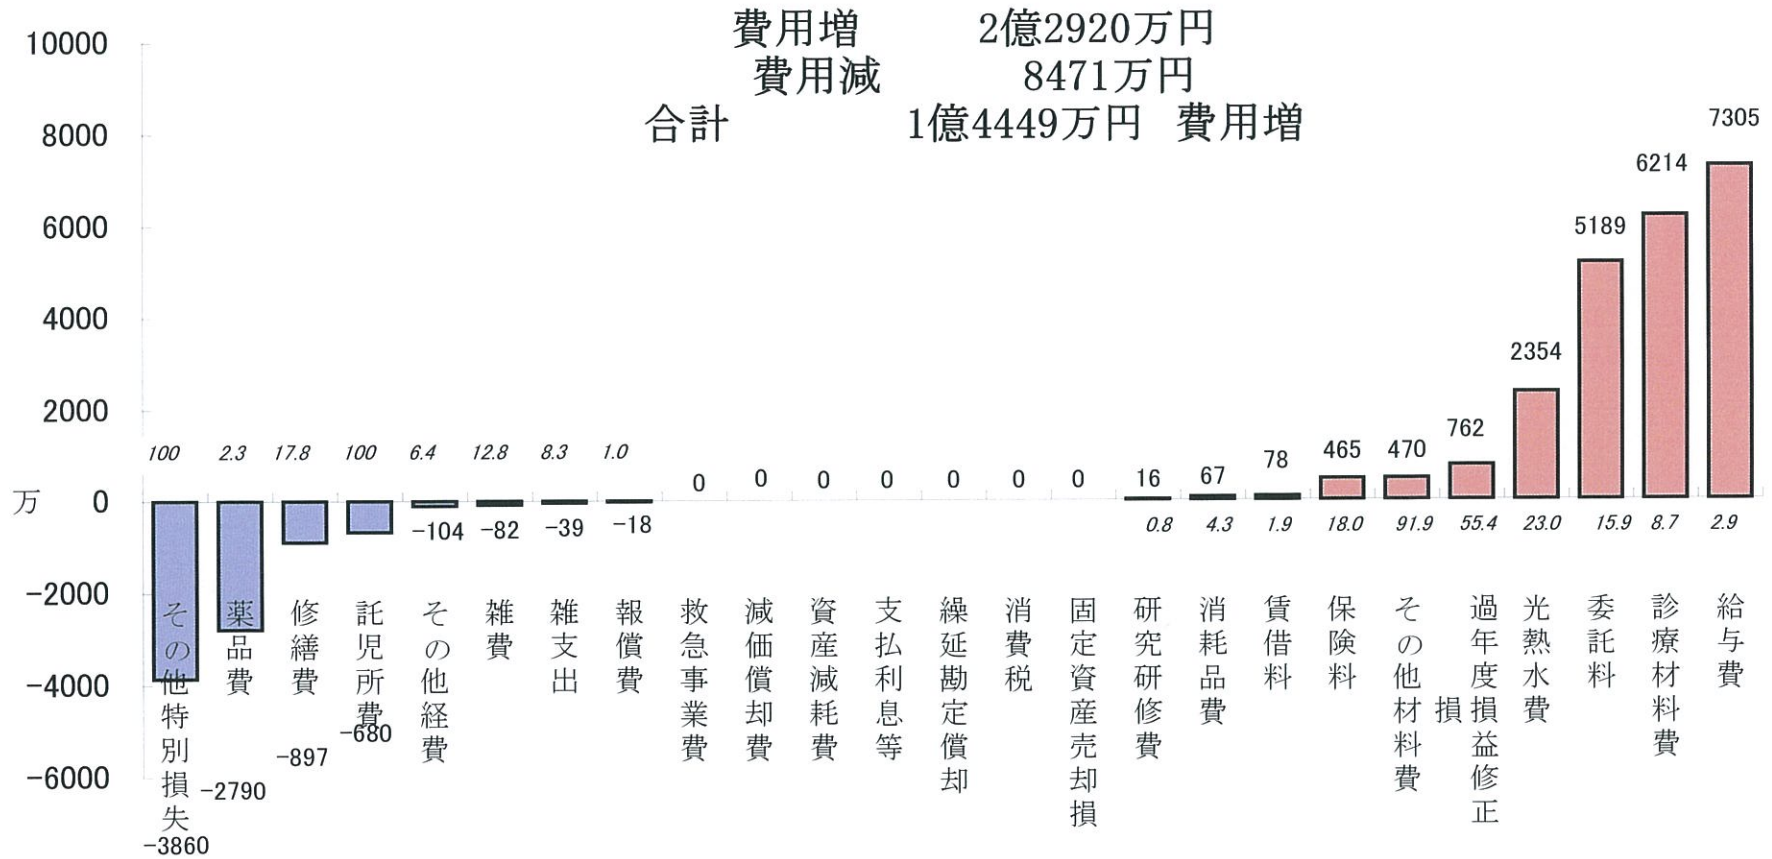 費用増 2億2920万円
費用減 8471万円
合計 1億4449万円 費用増
10000
8000
6000
4000
2000
万 0
-2000
-4000
-6000
7305
6214
5189
2354
762
470
465
78
67
16
0 0 0 0 0 0 0
100 2.3 17.8 100 6.4 12.8 8.3 1.0
-104 -82 -39 -18
0.8 4.3 1.9 18.0 91.9 55.4 23.0 15.9 8.7 2.9
その他特別損失
薬品費
修繕費
託児所費
その他経費
雑費
雑支出
報償費
救急事業費
減価償却費
資産減耗費
支払利息等
繰延勘定償却
消費税
固定資産売却損
研究研修費
消耗品費
賃借料
保険料
その他材料費
過年度損益修正
損
光熱水費
委託料
診療材料費
給与費
-680
-897
-2790
-3860